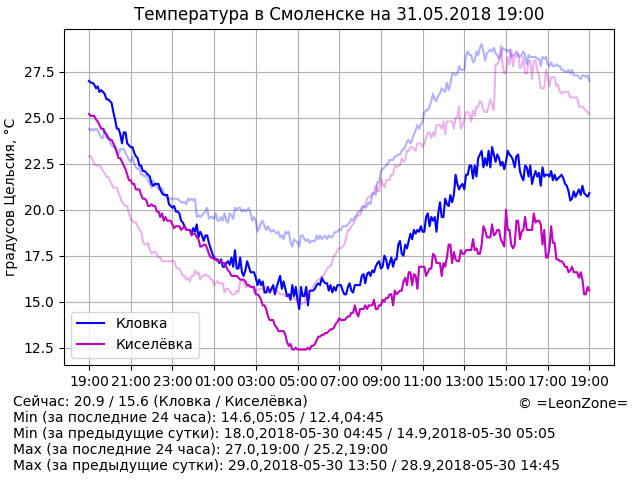 Температура в Смоленске на 31.05.2018 19:00
градусов Цельсия, °C
27.5
25.0
22.5
20.0
17.5
15.0
12.5
Кловка
Киселёвка
19:00 21:00 23:00 01:00 03:00 05:00 07:00 09:00 11:00 13:00 15:00 17:00 19:00
Сейчас: 20.9 / 15.6 (Кловка / Киселёвка)
© =LeonZone=
Min (за последние 24 часа): 14.6,05:05 / 12.4,04:45
Min (за предыдущие сутки): 18.0,2018-05-30 04:45 / 14.9,2018-05-30 05:05
Max (за последние 24 часа): 27.0,19:00 / 25.2,19:00
Max (за предыдущие сутки): 29.0,2018-05-30 13:50 / 28.9,2018-05-30 14:45